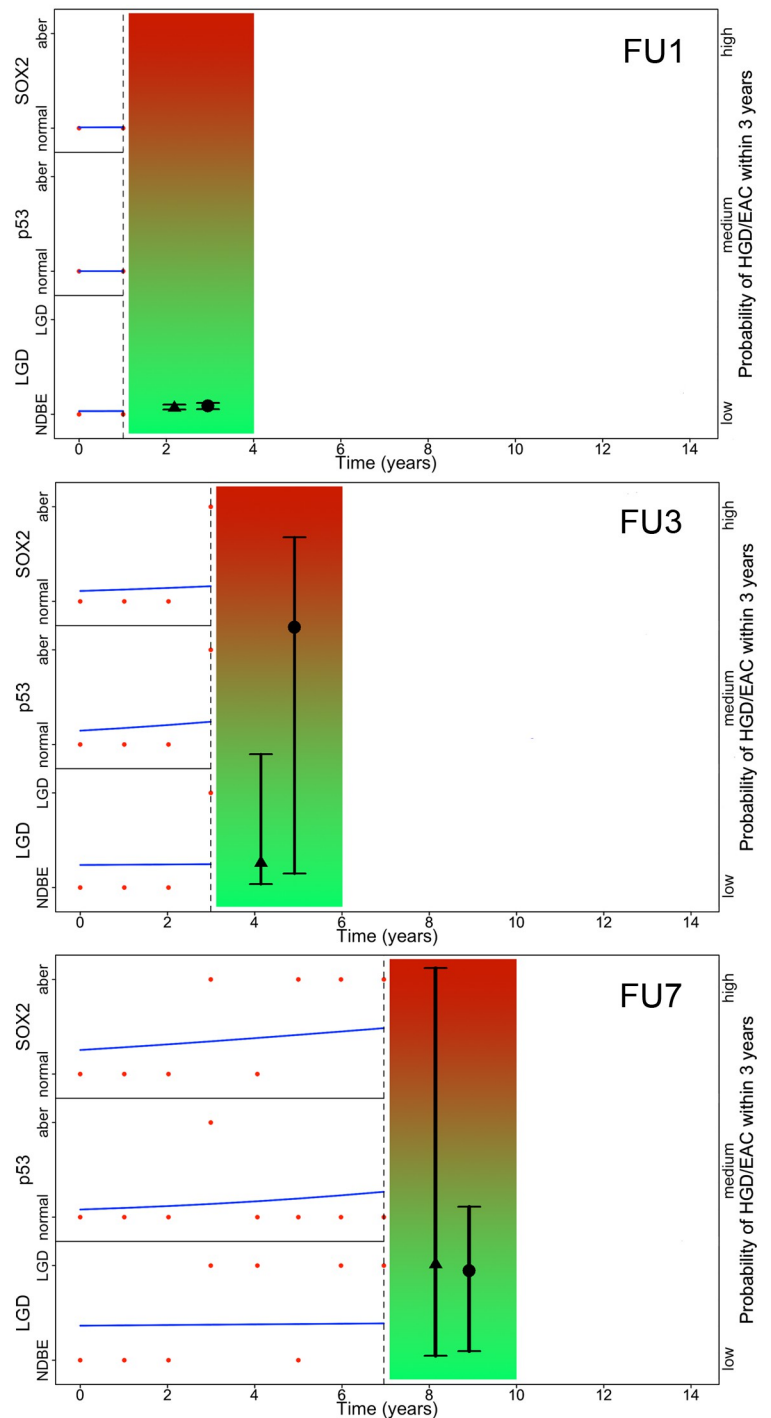 FU1
SOX2
aber
normal
p53
aber
normal
LGD
LGD
NDBE
high
medium
low
Probability of HGD/EAC within 3 years
0 2 4 6 8 10 12 14
Time (years)
FU3
SOX2
aber
normal
p53
aber
normal
LGD
LGD
NDBE
high
medium
low
Probability of HGD/EAC within 3 years
0 2 4 6 8 10 12 14
Time (years)
FU7
SOX2
aber
normal
p53
aber
normal
LGD
LGD
NDBE
high
medium
low
Probability of HGD/EAC within 3 years
0 2 4 6 8 10 12 14
Time (years)